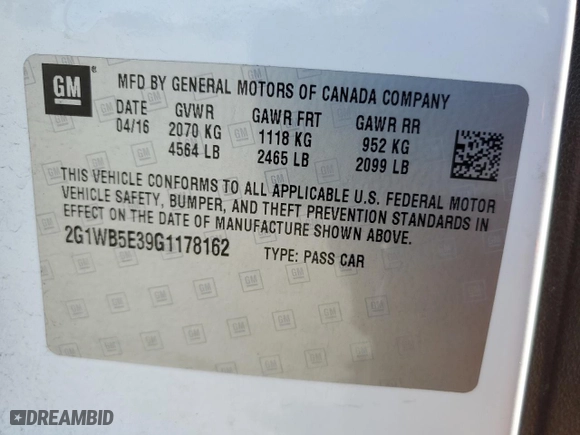 GM
MFD BY GENERAL MOTORS OF CANADA COMPANY
DATE GVWR GAWR FRT GAWR RR
04/16 2070 KG 1118 KG 952 KG
4564 LB 2465 LB 2099 LB
THIS VEHICLE CONFORMS TO ALL APPLICABLE U.S. FEDERAL MOTOR
VEHICLE SAFETY, BUMPER, AND THEFT PREVENTION STANDARDS IN
EFFECT ON THE DATE OF MANUFACTURE SHOWN ABOVE.
2G1WB5E39G1178162 TYPE: PASS CAR
DREAMBID